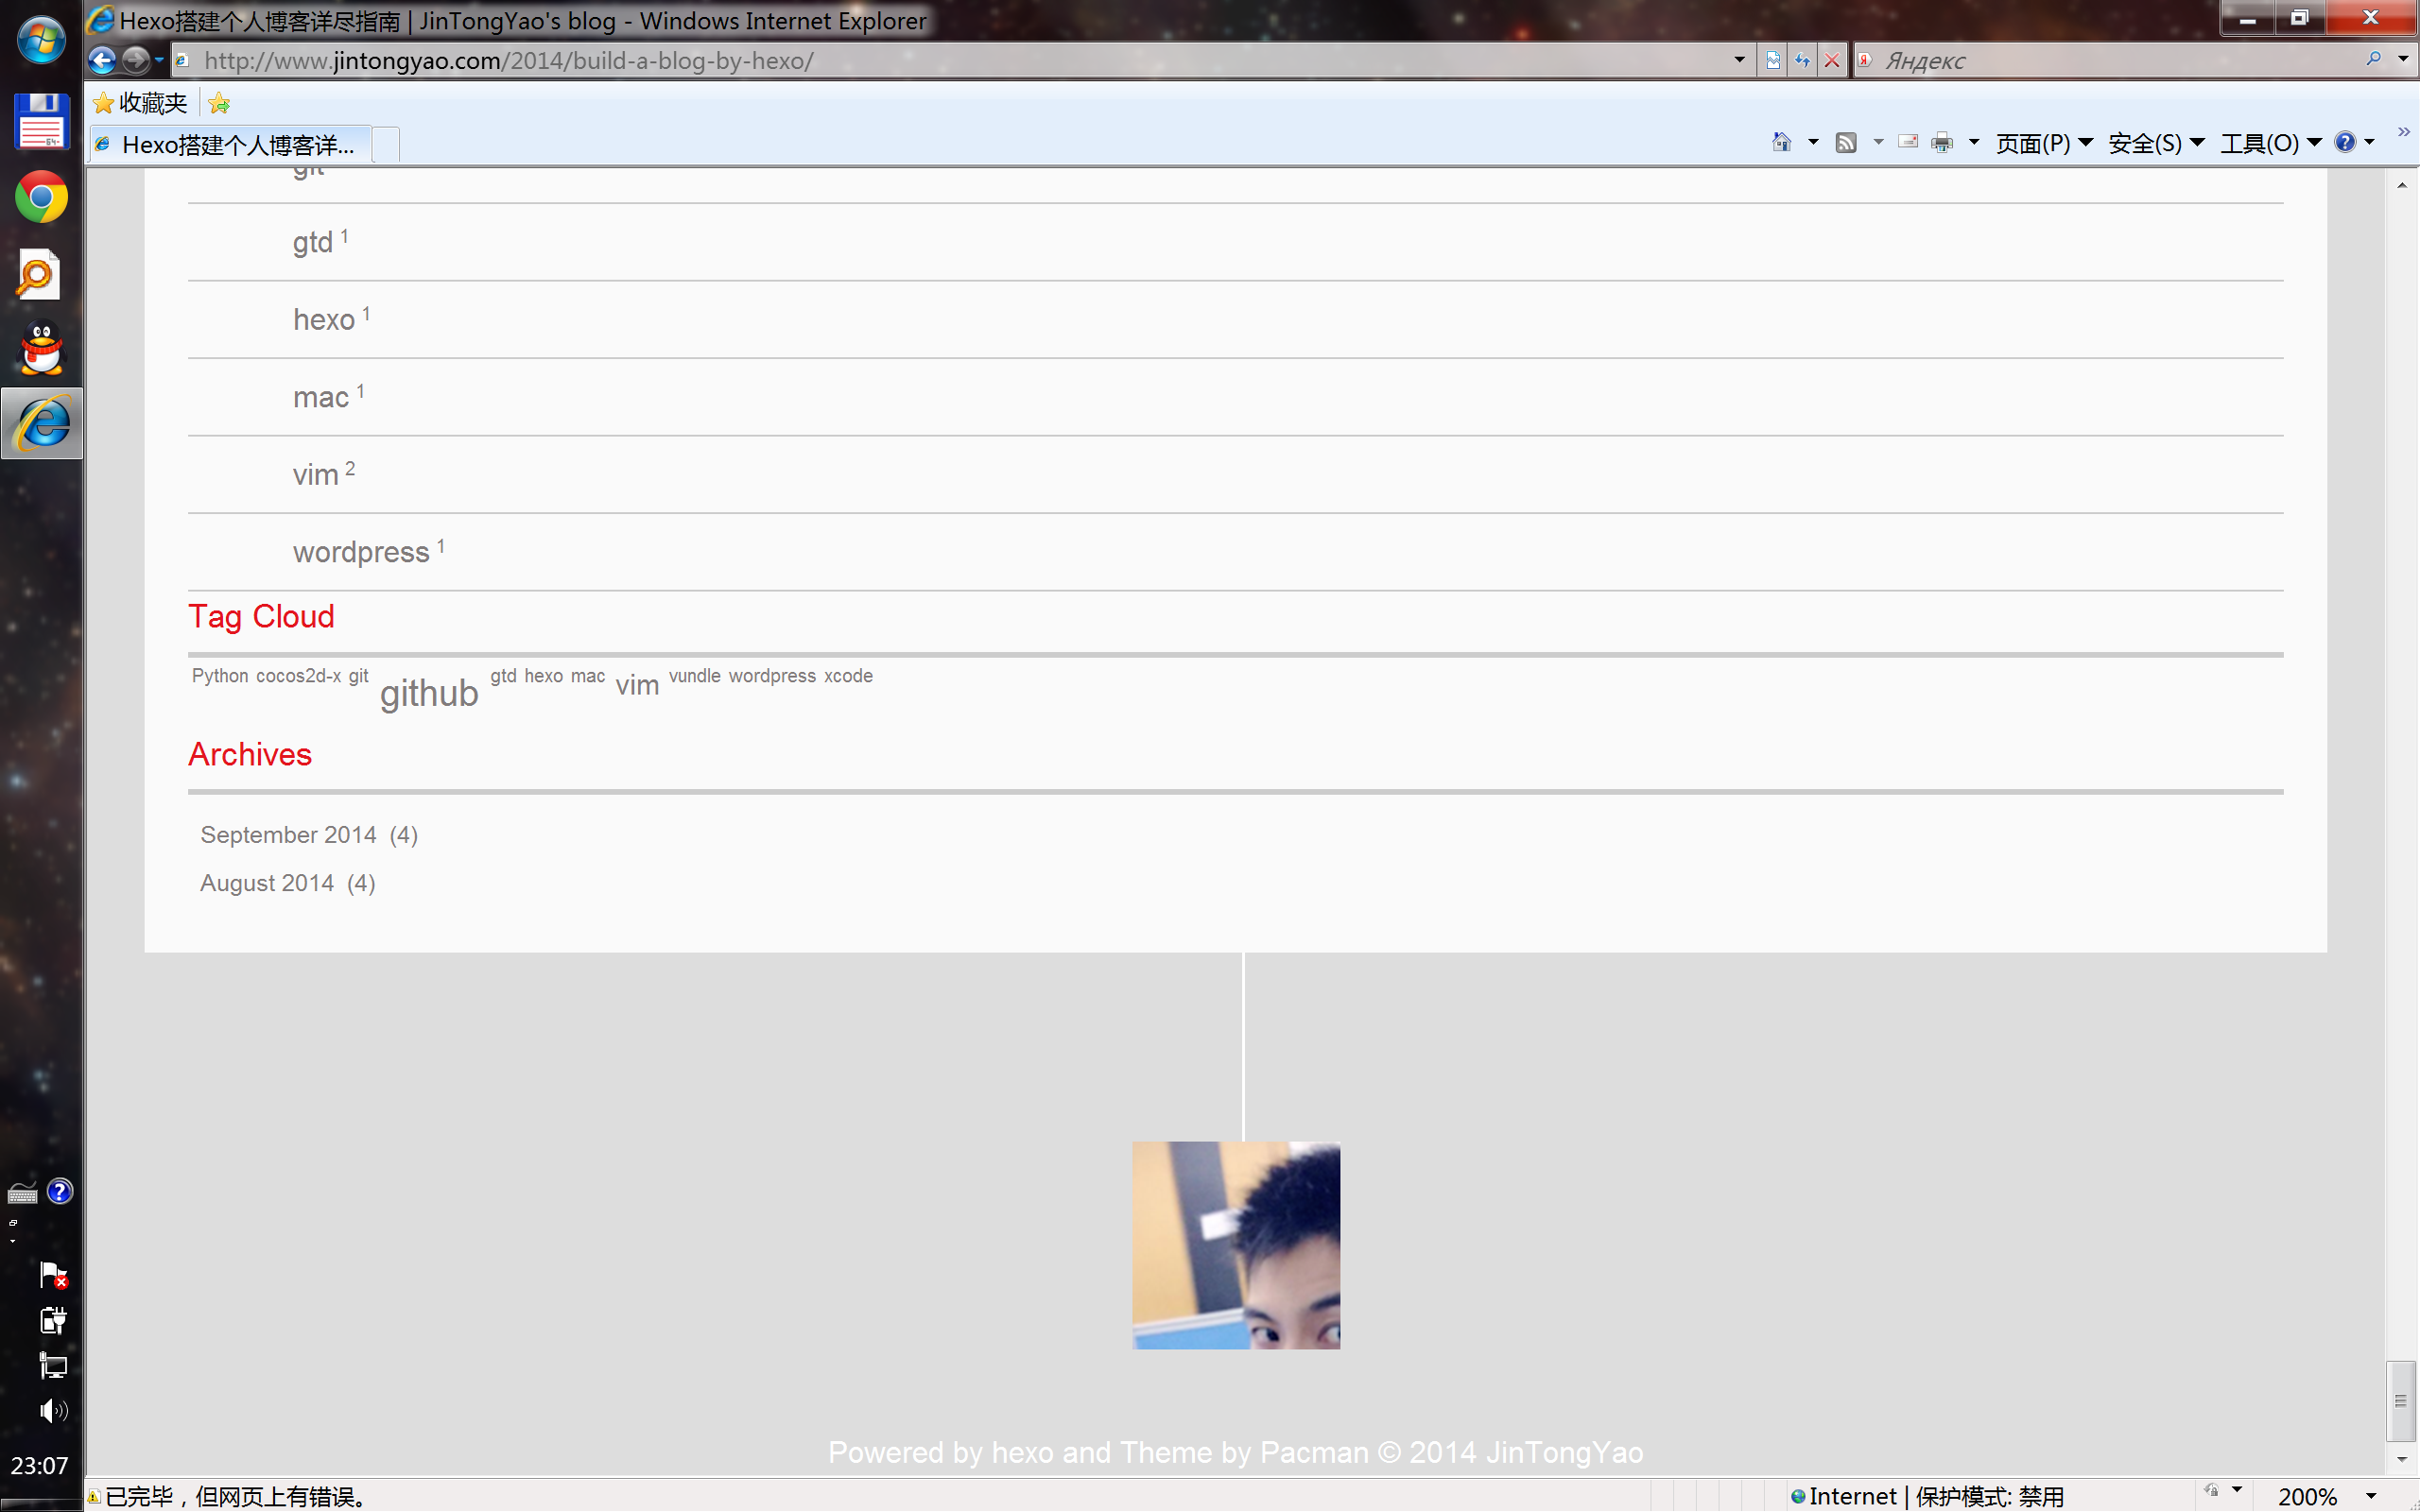 Hexo搭建个人博客详尽指南 | JinTongYao's blog - Windows Internet Explorer
http://www.jintongyao.com/2014/build-a-blog-by-hexo/
Яндекс
收藏夹
Hexo搭建个人博客详...
页面(P) 安全(S) 工具(O)
git
gtd 1
hexo 1
mac 1
vim 2
wordpress 1
Tag Cloud
Python cocos2d-x git github gtd hexo mac vim vundle wordpress xcode
Archives
September 2014 (4)
August 2014 (4)
Powered by hexo and Theme by Pacman © 2014 JinTongYao
23:07
已完毕，但网页上有错误。
Internet | 保护模式: 禁用
200%